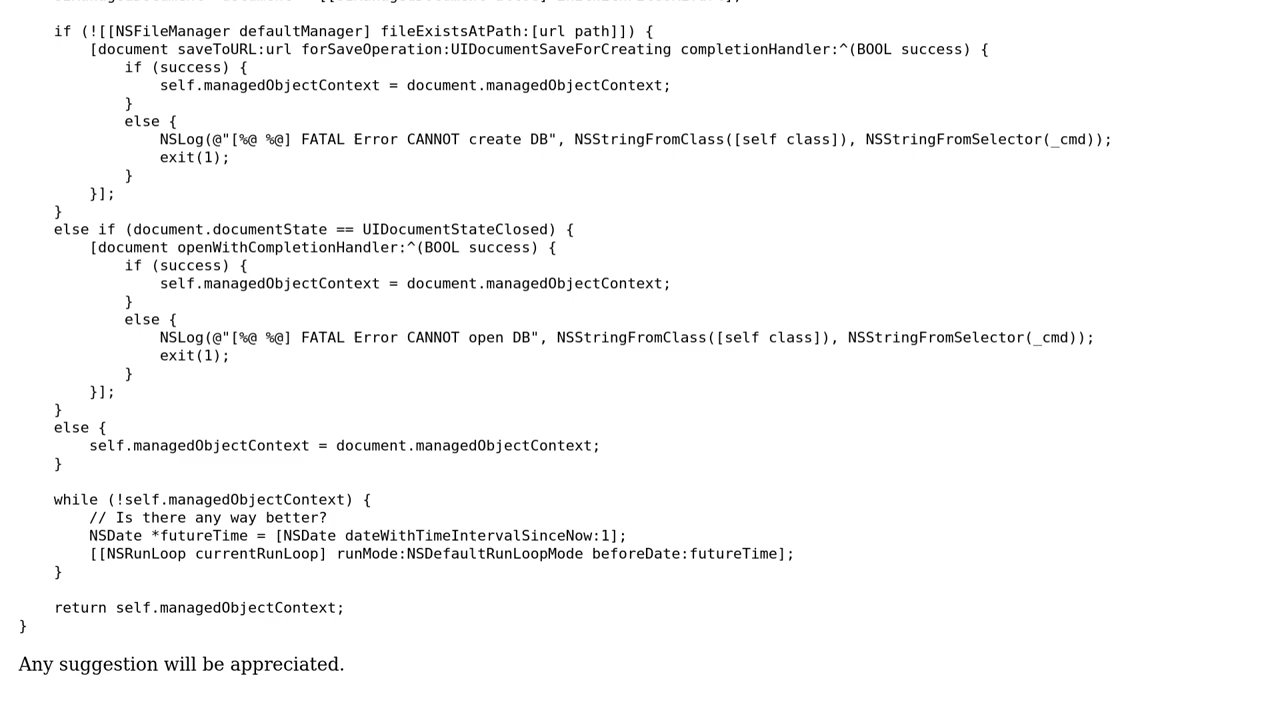 if (![[NSFileManager defaultManager] fileExistsAtPath:[url path]]) {
[document saveToURL:url forSaveOperation:UIDocumentSaveForCreating completionHandler:^(BOOL success) {
if (success) {
self.managedObjectContext = document.managedObjectContext;
}
else {
NSLog(@"[%@ %@] FATAL Error CANNOT create DB", NSStringFromClass([self class]), NSStringFromSelector(_cmd));
exit(1);
}
}];
}
else if (document.documentState == UIDocumentStateClosed) {
[document openWithCompletionHandler:^(BOOL success) {
if (success) {
self.managedObjectContext = document.managedObjectContext;
}
else {
NSLog(@"[%@ %@] FATAL Error CANNOT open DB", NSStringFromClass([self class]), NSStringFromSelector(_cmd));
exit(1);
}
}];
}
else {
self.managedObjectContext = document.managedObjectContext;
}
while (!self.managedObjectContext) {
// Is there any way better?
NSDate *futureTime = [NSDate dateWithTimeIntervalSinceNow:1];
[[NSRunLoop currentRunLoop] runMode:NSDefaultRunLoopMode beforeDate:futureTime];
}
return self.managedObjectContext;
}
Any suggestion will be appreciated.